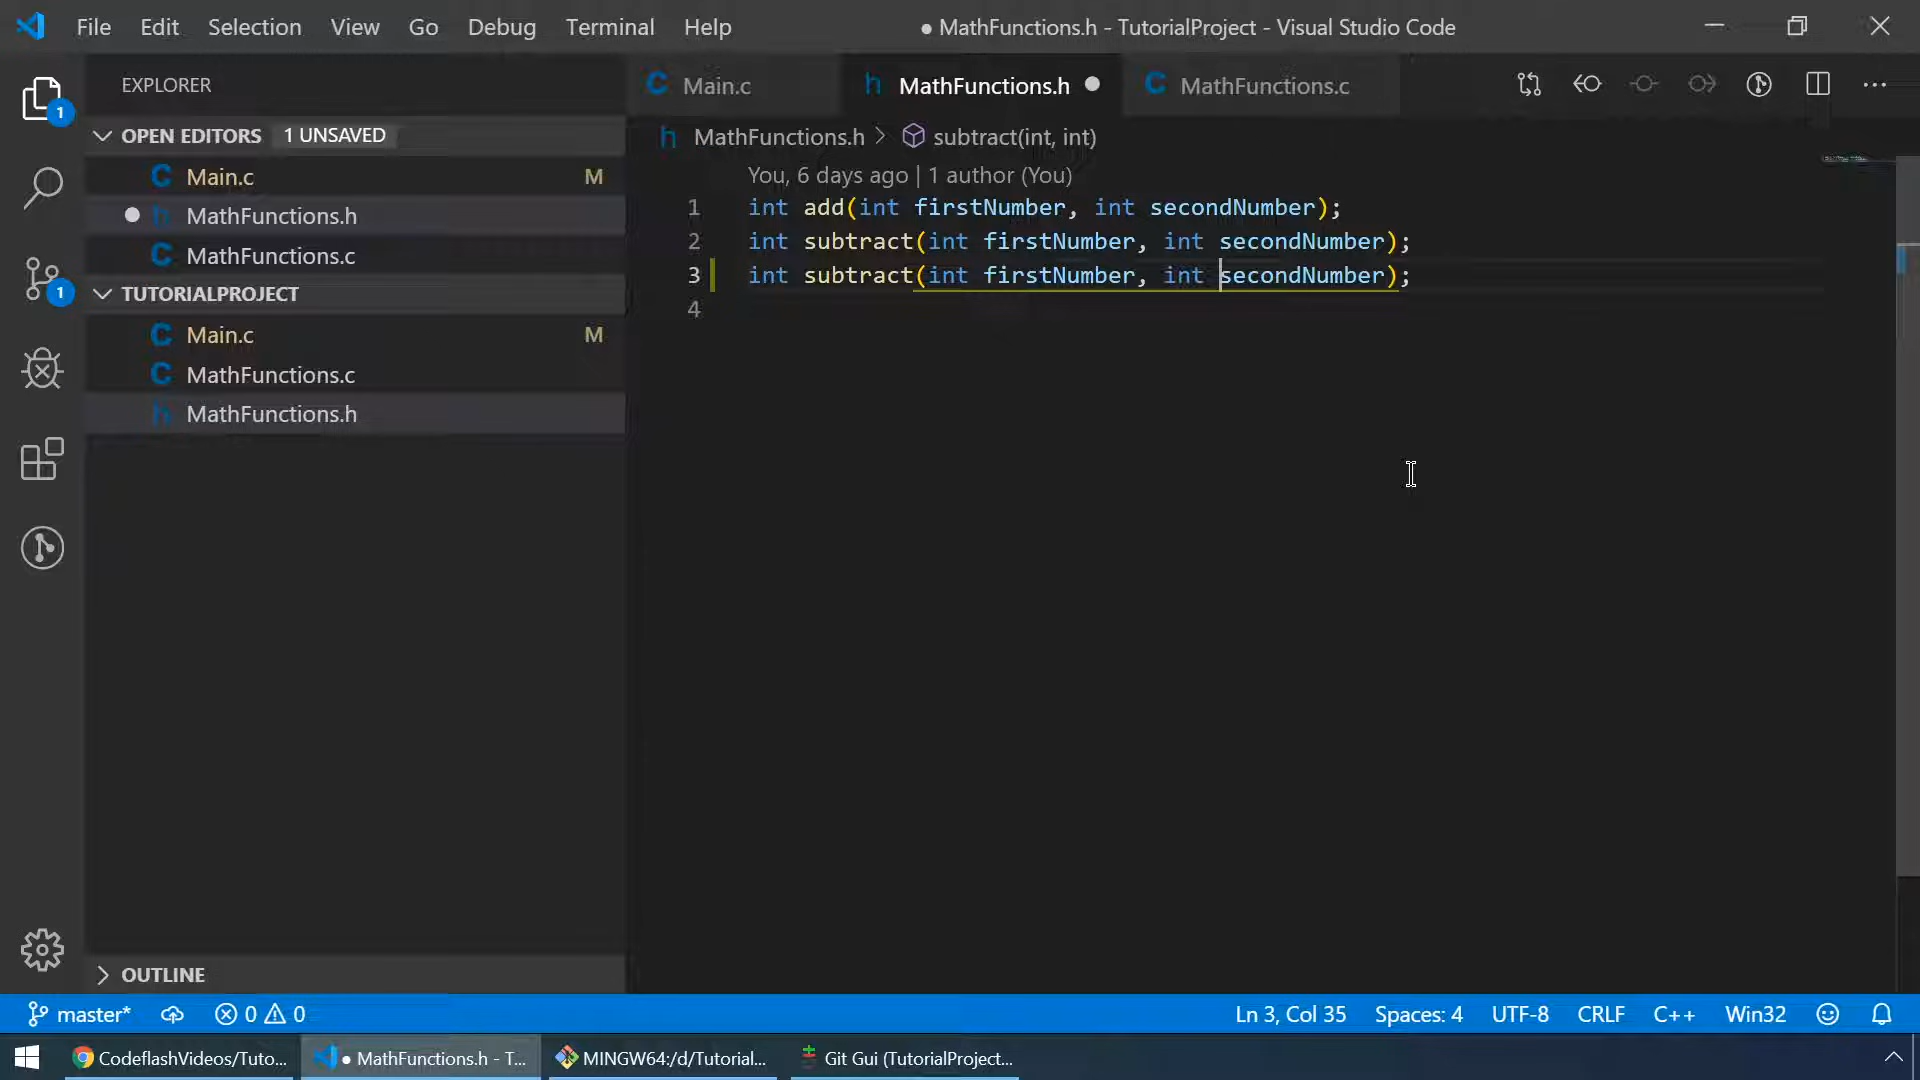 File Edit Selection View Go Debug Terminal Help
● MathFunctions.h - TutorialProject - Visual Studio Code
EXPLORER
OPEN EDITORS 1 UNSAVED
Main.c M
MathFunctions.h
MathFunctions.c
TUTORIALPROJECT
Main.c M
MathFunctions.c
MathFunctions.h
OUTLINE
Main.c MathFunctions.h MathFunctions.c
MathFunctions.h > subtract(int, int)
You, 6 days ago | 1 author (You)
1 int add(int firstNumber, int secondNumber);
2 int subtract(int firstNumber, int secondNumber);
3 int subtract(int firstNumber, int secondNumber);
4
1
1
master* 0 0 Ln 3, Col 35 Spaces: 4 UTF-8 CRLF C++ Win32
CodeflashVideos/Tuto... ● MathFunctions.h - T... MINGW64:/d/Tutorial... Git Gui (TutorialProject...